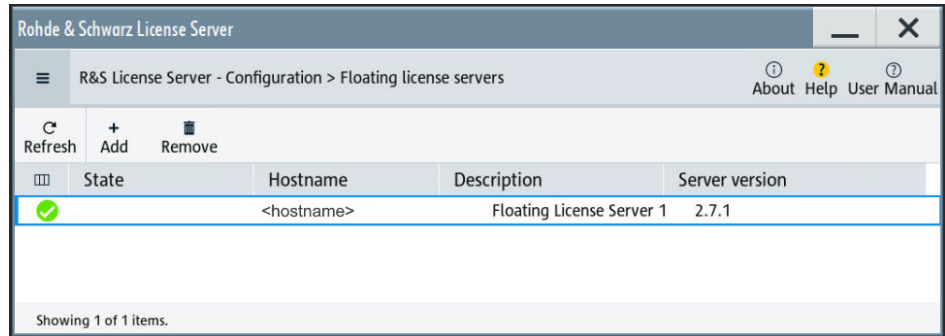 Rohde & Schwarz License Server
R&S License Server - Configuration > Floating license servers
About Help User Manual
Refresh Add Remove
State Hostname Description Server version
<hostname> Floating License Server 1 2.7.1
Showing 1 of 1 items.